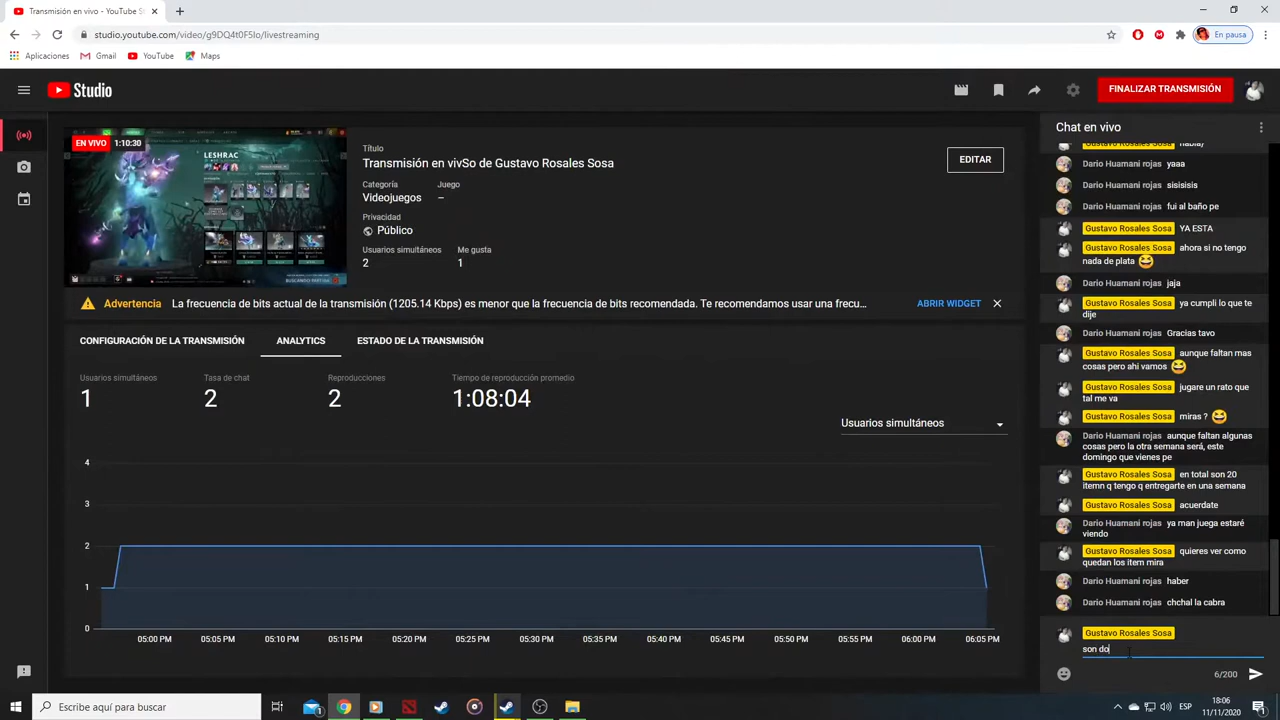 Transmisión en vivo - YouTube St
studio.youtube.com/video/g9DQ4t0F5Io/livestreaming
En pausa
Aplicaciones
Gmail
YouTube
Maps
Studio
FINALIZAR TRANSMISIÓN
EN VIVO
1:10:30
LESHRAC
Título
Transmisión en vivSo de Gustavo Rosales Sosa
EDITAR
Categoría
Juego
Videojuegos
–
Privacidad
Público
Usuarios simultáneos
Me gusta
2
1
Advertencia
La frecuencia de bits actual de la transmisión (1205.14 Kbps) es menor que la frecuencia de bits recomendada. Te recomendamos usar una frecu...
ABRIR WIDGET
CONFIGURACIÓN DE LA TRANSMISIÓN
ANALYTICS
ESTADO DE LA TRANSMISIÓN
Usuarios simultáneos
Tasa de chat
Reproducciones
Tiempo de reproducción promedio
1
2
2
1:08:04
Usuarios simultáneos
4
3
2
1
0
05:00 PM
05:05 PM
05:10 PM
05:15 PM
05:20 PM
05:25 PM
05:30 PM
05:35 PM
05:40 PM
05:45 PM
05:50 PM
05:55 PM
06:00 PM
06:05 PM
Chat en vivo
Dario Huamani rojas yaaa
Dario Huamani rojas sisisisis
Dario Huamani rojas fui al baño pe
Gustavo Rosales Sosa YA ESTA
Gustavo Rosales Sosa ahora si no tengo
nada de plata
Dario Huamani rojas jaja
Gustavo Rosales Sosa ya cumpli lo que te
dije
Dario Huamani rojas Gracias tavo
Gustavo Rosales Sosa aunque faltan mas
cosas pero ahi vamos
Gustavo Rosales Sosa jugare un rato que
tal me va
Gustavo Rosales Sosa miras ?
Dario Huamani rojas aunque faltan algunas
cosas pero la otra semana será, este
domingo que vienes pe
Gustavo Rosales Sosa en total son 20
itemn q tengo q entregarte en una semana
Gustavo Rosales Sosa acuerdate
Dario Huamani rojas ya man juega estaré
viendo
Gustavo Rosales Sosa quieres ver como
quedan los item mira
Dario Huamani rojas haber
Dario Huamani rojas chchal la cabra
Gustavo Rosales Sosa
son do
6/200
Escribe aquí para buscar
ESP
18:06
11/11/2020